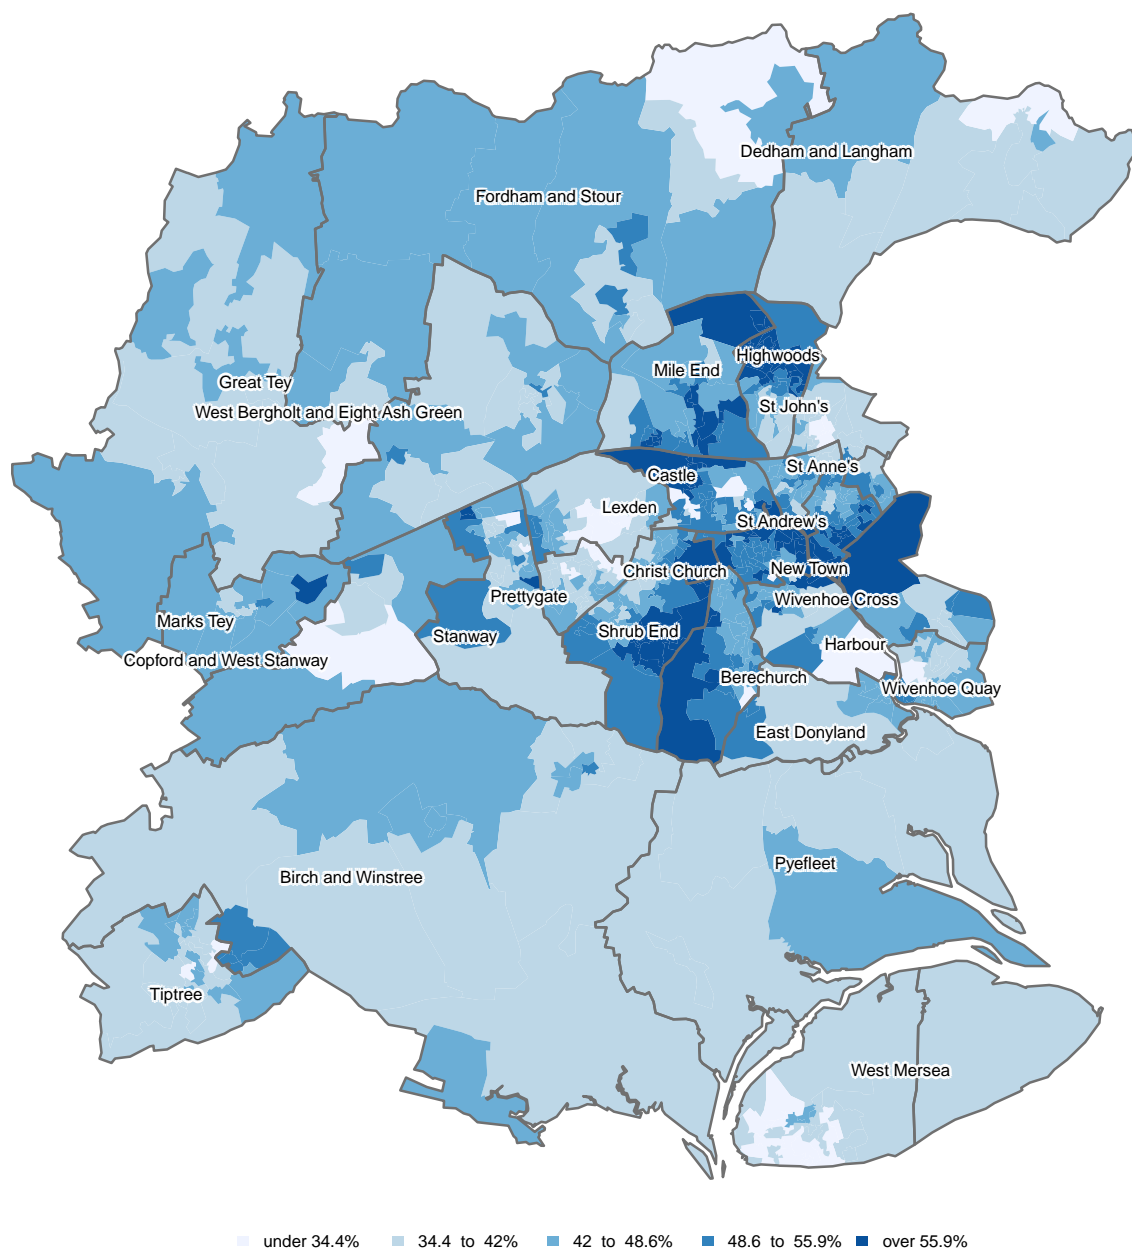 Dedham and Langham
Fordham and Stour
Highwoods
Mile End
Great Tey
West Bergholt and Eight Ash Green
St John's
St Anne's
Castle
Lexden
St Andrew's
Christ Church
New Town
Prettygate
Wivenhoe Cross
Marks Tey
Shrub End
Stanway
Harbour
Copford and West Stanway
Berechurch
Wivenhoe Quay
East Donyland
Pyefleet
Birch and Winstree
Tiptree
West Mersea
under 34.4% 34.4 to 42% 42 to 48.6% 48.6 to 55.9% over 55.9%